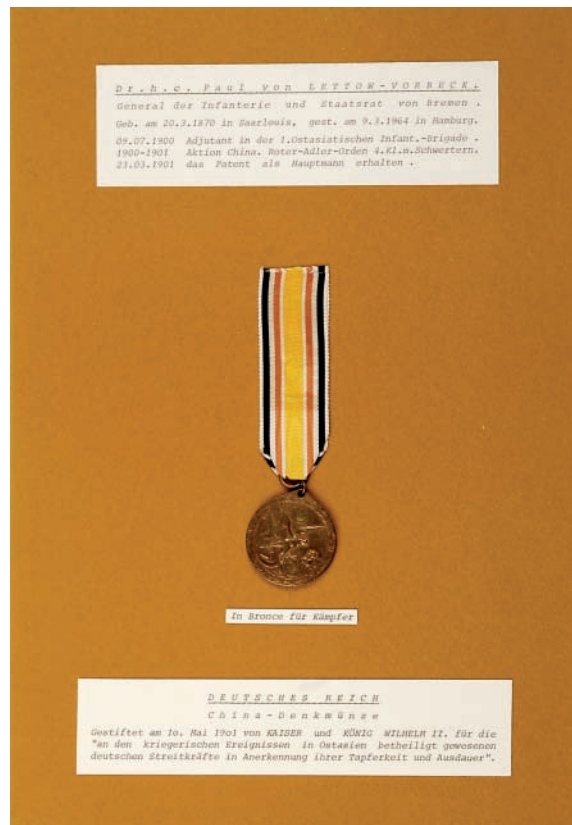 Dr.h.c. Paul von LETTOW-VORBECK.
General der Infanterie und Staatsrat von Bremen .
Geb. am 20.3.1870 in Saarlouis, gest. am 9.3.1964 in Hamburg.
09.07.1900 Adjutant in der 1.Ostasiatischen Infant.-Brigade .
1900-1901 Aktion China. Roter-Adler-Orden 4.Kl.m.Schwertern.
23.03.1901 das Patent als Hauptmann erhalten .
In Bronce für Kämpfer
DEUTSCHES REICH
China-Denkmünze
Gestiftet am 1o. Mai 19o1 von KAISER und KÖNIG WILHELM II. für die
"an den kriegerischen Ereignissen in Ostasien betheiligt gewesenen
deutschen Streitkräfte in Anerkennung ihrer Tapferkeit und Ausdauer".